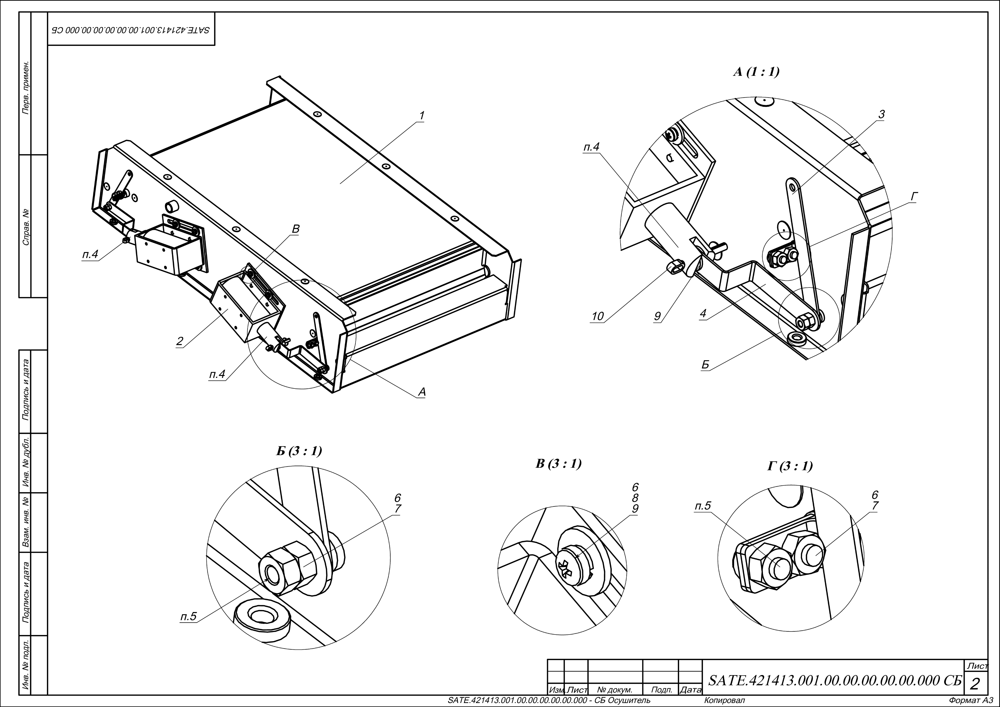 SATE.421413.001.00.00.00.00.00.000 СБ
Перв. примен.
Справ. №
Подпись и дата
Инв. № дубл.
Взам. инв. №
Подпись и дата
Инв. № подл.
1
В
п.4
2
п.4
А
А (1 : 1)
3
п.4
Г
10
9
4
Б
Б (3 : 1)
6
7
п.5
В (3 : 1)
6
8
9
Г (3 : 1)
п.5
6
7
Изм.
Лист
№ докум.
Подп.
Дата
SATE.421413.001.00.00.00.00.00.000 СБ
Лист
2
SATE.421413.001.00.00.00.00.00.000 - СБ Осушитель
Копировал
Формат А3